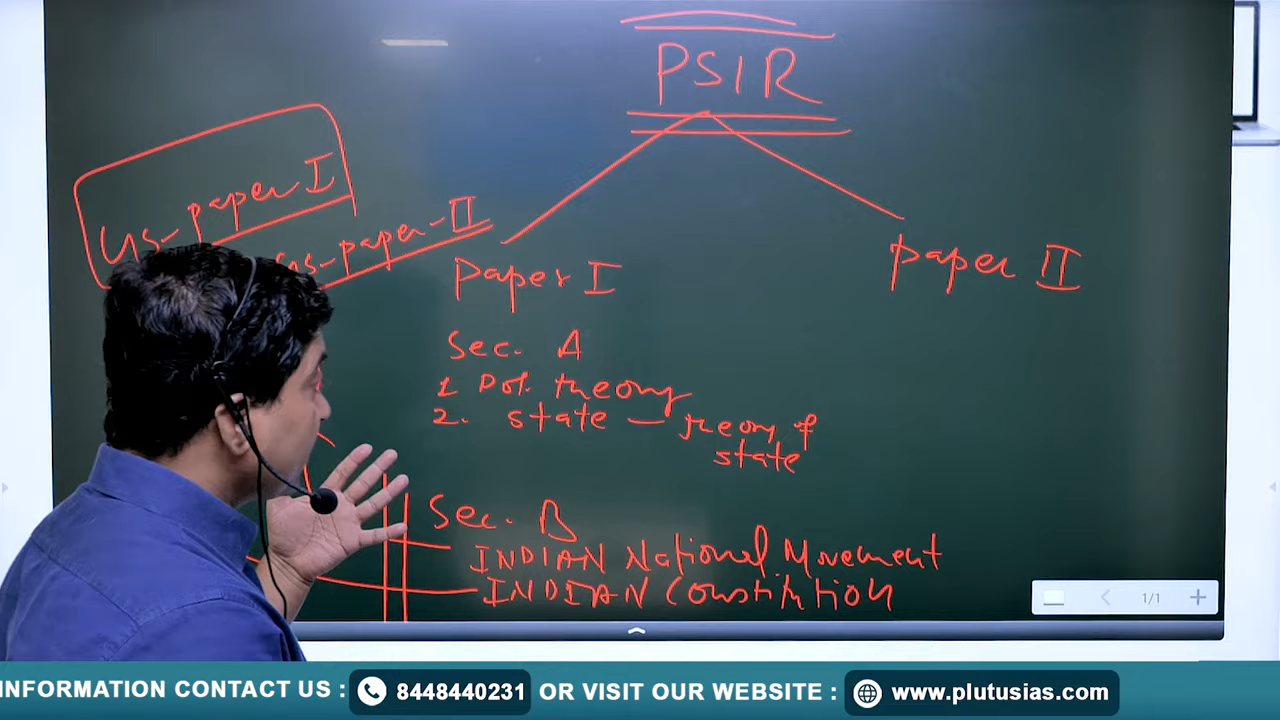 PSIR
GS-paper I
GS-paper-II
Paper I
paper II
Sec. A
1 Pol. theory
2. state — theory of
state
Sec. B
INDIAN National Movement
INDIAN Constitution
1/1
INFORMATION CONTACT US : 8448440231 OR VISIT OUR WEBSITE : www.plutusias.com